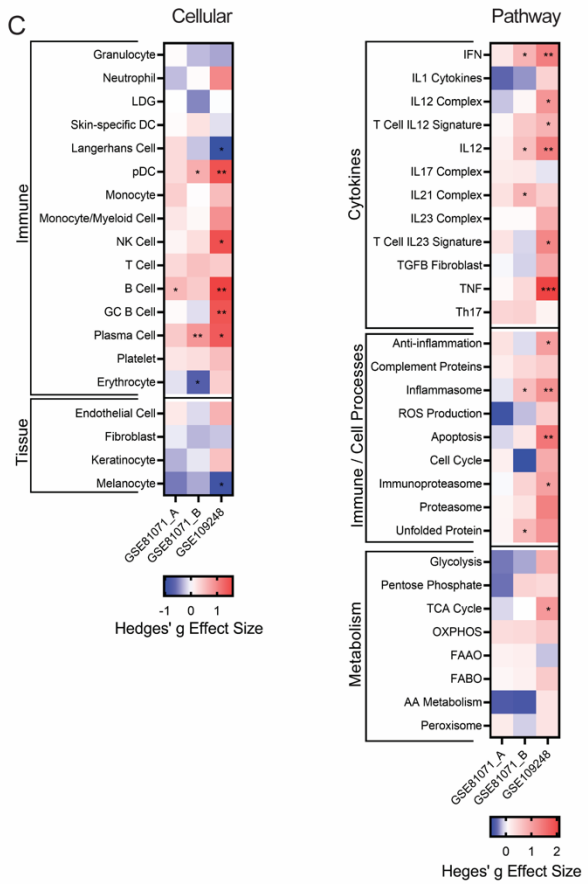 C
Cellular
Immune
Granulocyte
Neutrophil
LDG
Skin-specific DC
Langerhans Cell *
pDC * **
Monocyte
Monocyte/Myeloid Cell
NK Cell *
T Cell
B Cell * **
GC B Cell **
Plasma Cell ** *
Platelet
Erythrocyte *
Tissue
Endothelial Cell
Fibroblast
Keratinocyte
Melanocyte *
GSE81071_A
GSE81071_B
GSE109248
-1 0 1
Hedges' g Effect Size
Pathway
Cytokines
IFN * **
IL1 Cytokines
IL12 Complex *
T Cell IL12 Signature *
IL12 * **
IL17 Complex
IL21 Complex *
IL23 Complex
T Cell IL23 Signature *
TGFB Fibroblast
TNF ***
Th17
Immune / Cell Processes
Anti-inflammation *
Complement Proteins
Inflammasome * **
ROS Production
Apoptosis **
Cell Cycle
Immunoproteasome *
Proteasome
Unfolded Protein *
Metabolism
Glycolysis
Pentose Phosphate
TCA Cycle *
OXPHOS
FAAO
FABO
AA Metabolism
Peroxisome
GSE81071_A
GSE81071_B
GSE109248
0 1 2
Heges' g Effect Size